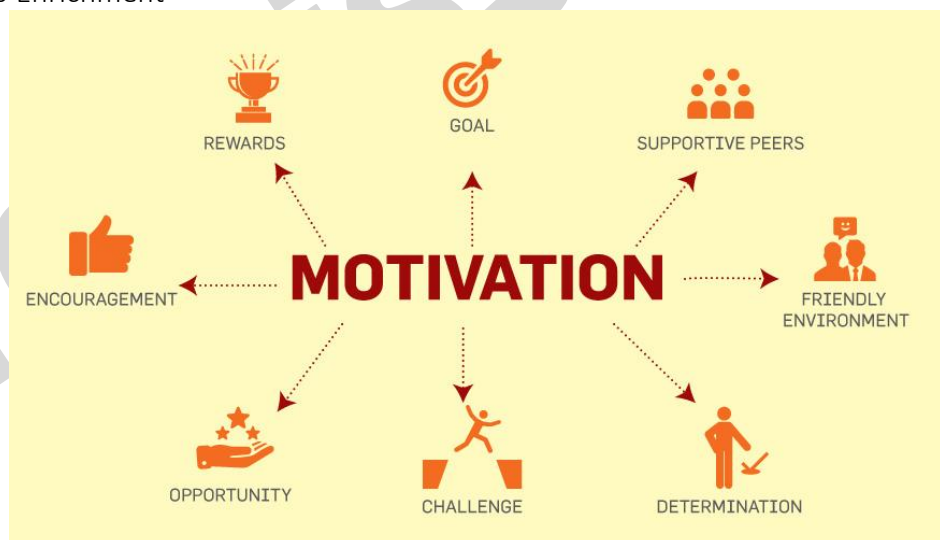 GOAL
REWARDS
SUPPORTIVE PEERS
MOTIVATION
ENCOURAGEMENT
FRIENDLY
ENVIRONMENT
OPPORTUNITY
CHALLENGE
DETERMINATION